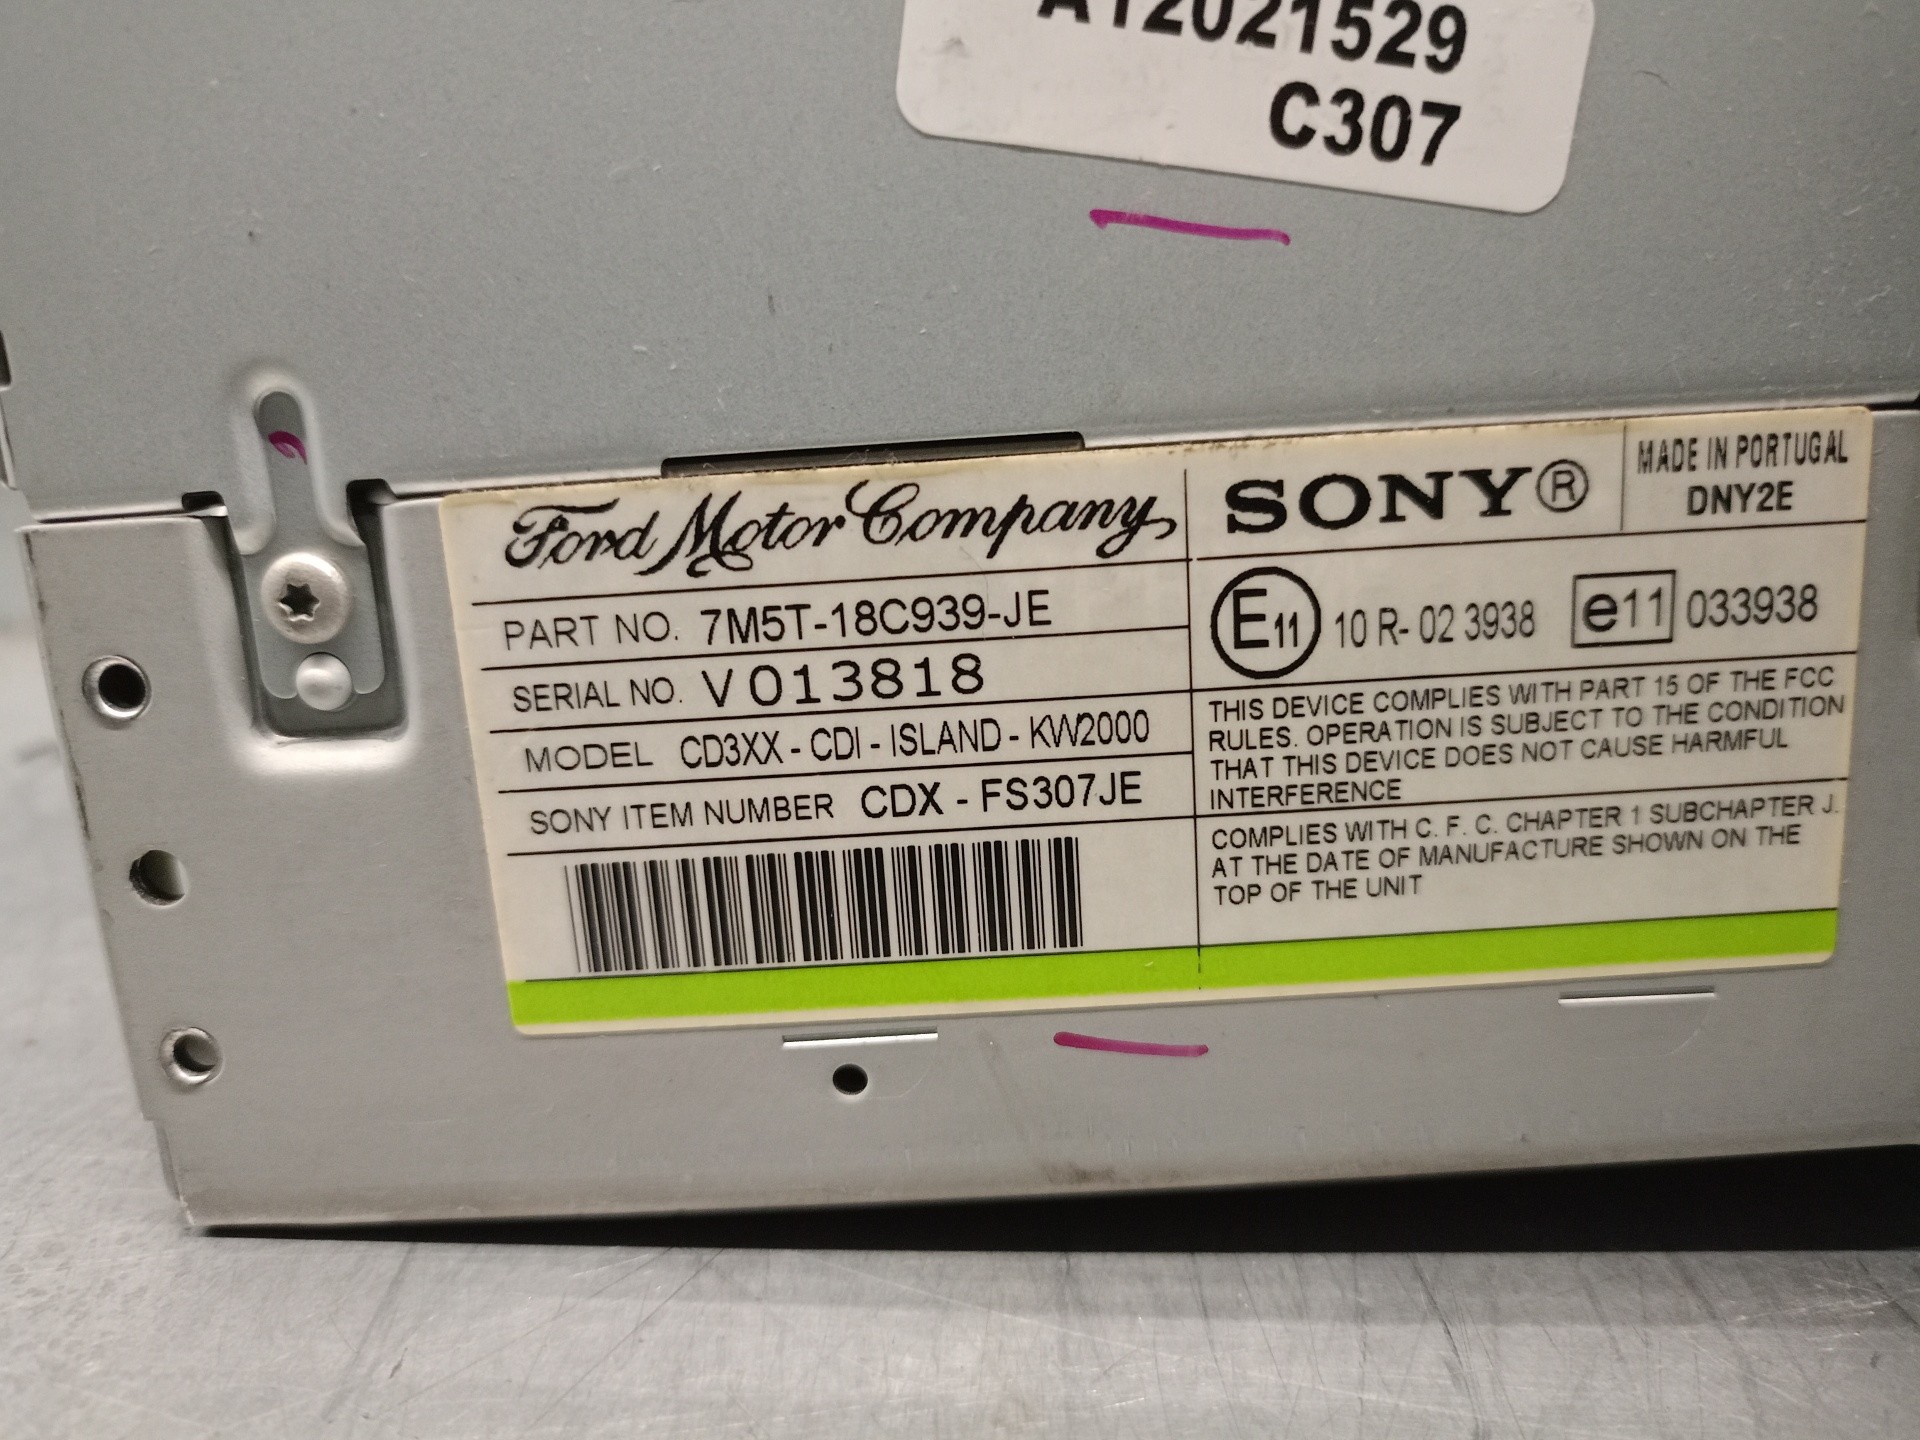 A12021529
C307
Ford Motor Company
PART NO. 7M5T-18C939-JE
SERIAL NO. V013818
MODEL CD3XX - CDI - ISLAND - KW2000
SONY ITEM NUMBER CDX - FS307JE
SONY®
MADE IN PORTUGAL
DNY2E
E11 10 R- 02 3938 e11 033938
THIS DEVICE COMPLIES WITH PART 15 OF THE FCC
RULES. OPERATION IS SUBJECT TO THE CONDITION
THAT THIS DEVICE DOES NOT CAUSE HARMFUL
INTERFERENCE
COMPLIES WITH C. F. C. CHAPTER 1 SUBCHAPTER J.
AT THE DATE OF MANUFACTURE SHOWN ON THE
TOP OF THE UNIT